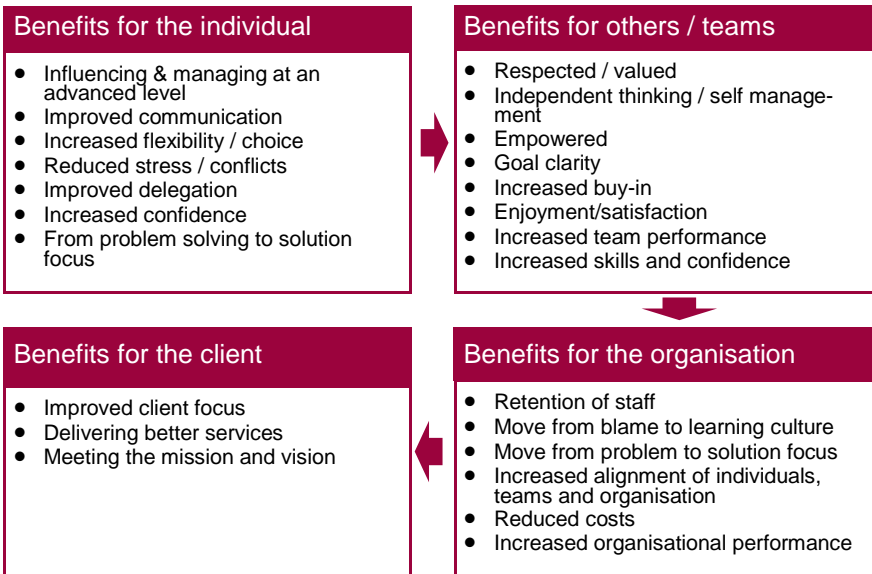 Benefits for the individual
• Influencing & managing at an
advanced level
• Improved communication
• Increased flexibility / choice
• Reduced stress / conflicts
• Improved delegation
• Increased confidence
• From problem solving to solution
focus
Benefits for others / teams
• Respected / valued
• Independent thinking / self manage-
ment
• Empowered
• Goal clarity
• Increased buy-in
• Enjoyment/satisfaction
• Increased team performance
• Increased skills and confidence
Benefits for the client
• Improved client focus
• Delivering better services
• Meeting the mission and vision
Benefits for the organisation
• Retention of staff
• Move from blame to learning culture
• Move from problem to solution focus
• Increased alignment of individuals,
teams and organisation
• Reduced costs
• Increased organisational performance